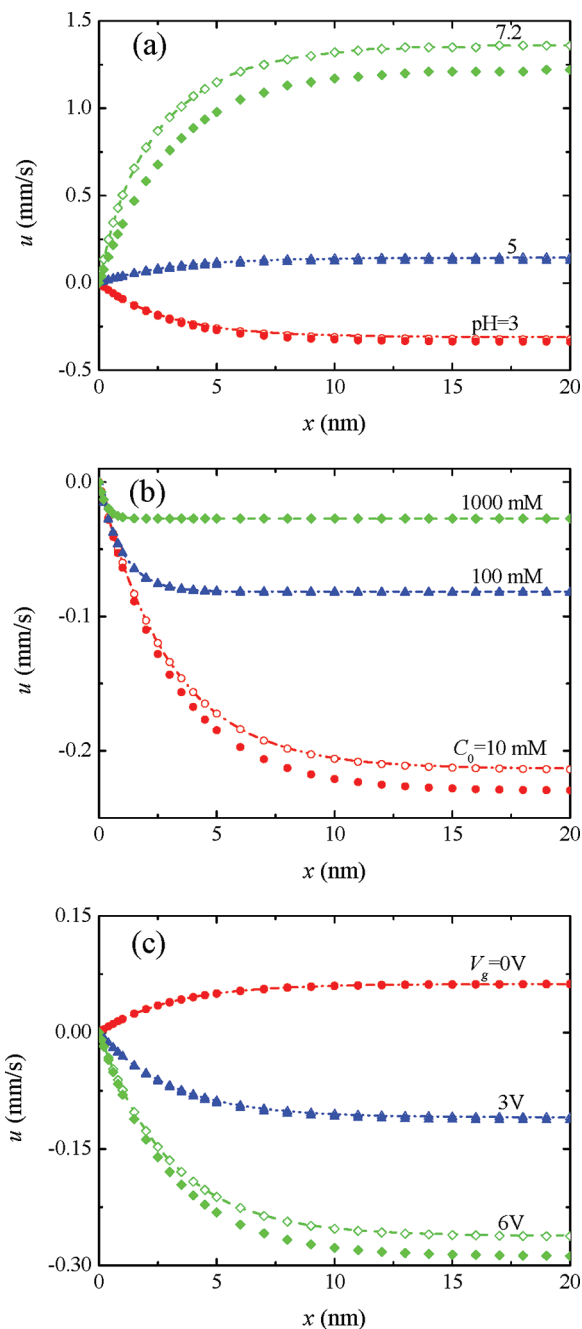 (a)
1.5
1.0
0.5
0.0
-0.5
u (mm/s)
7.2
5
pH=3
0 5 10 15 20
x (nm)
(b)
0.0
-0.1
-0.2
u (mm/s)
1000 mM
100 mM
C₀=10 mM
0 5 10 15 20
x (nm)
(c)
0.15
0.00
-0.15
-0.30
u (mm/s)
V_g=0V
3V
6V
0 5 10 15 20
x (nm)